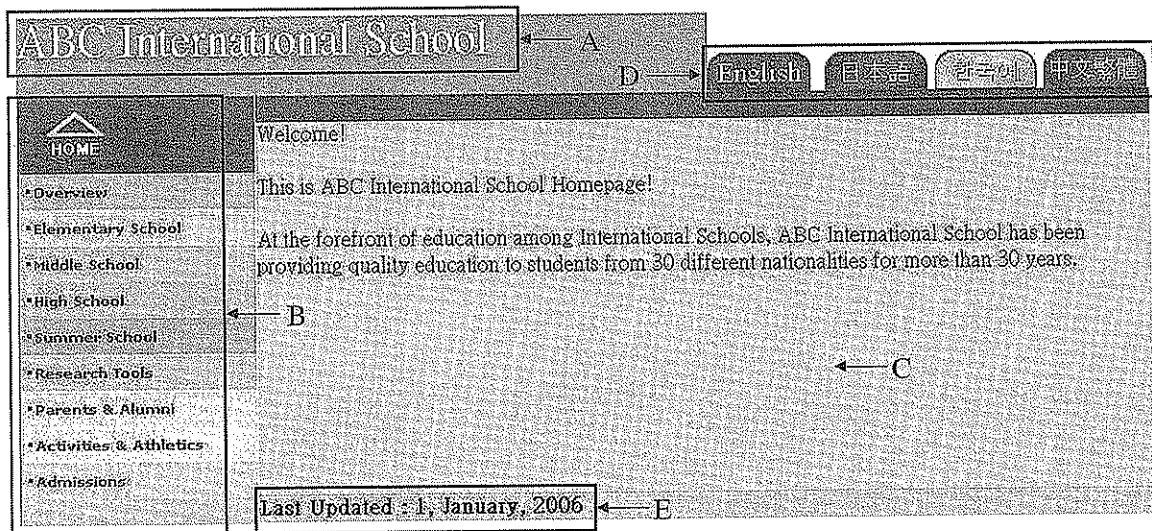 ABC International School
A
D
English
日本語
한국어
中文繁體
HOME
•Overview
•Elementary School
•Middle School
•High School
•Summer School
•Research Tools
•Parents & Alumni
•Activities & Athletics
•Admissions
B
Welcome!
This is ABC International School Homepage!
At the forefront of education among International Schools, ABC International School has been
providing quality education to students from 30 different nationalities for more than 30 years.
C
Last Updated : 1, January, 2006
E